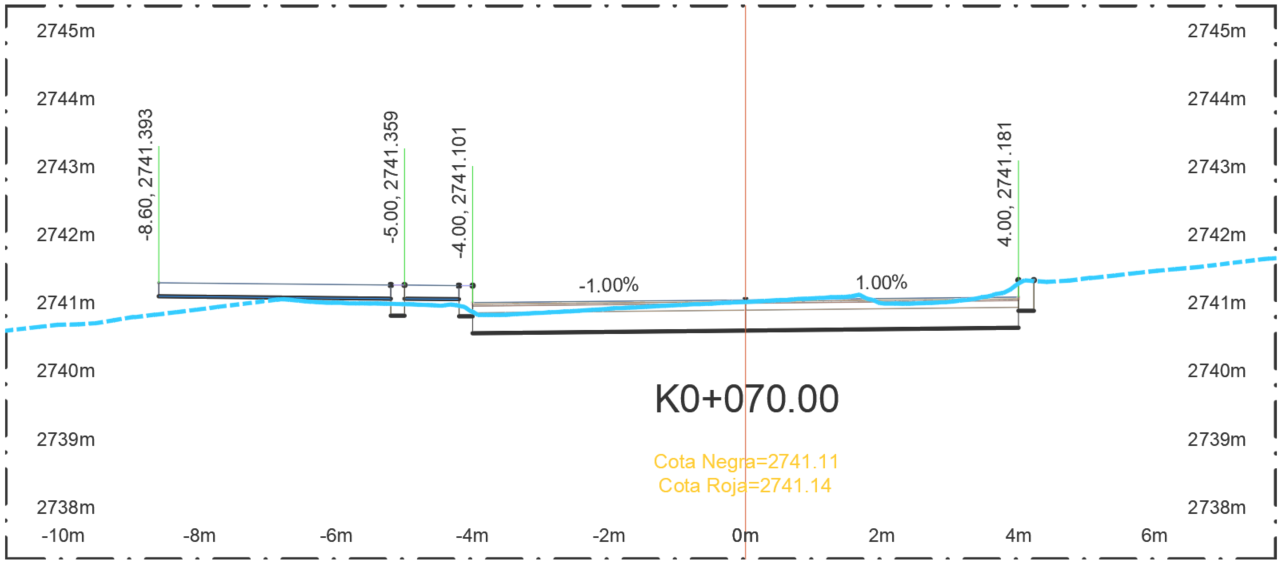 2745m 2745m
2744m 2744m
2743m 2743m
2742m 2742m
2741m 2741m
2740m 2740m
2739m 2739m
2738m 2738m
-8.60, 2741.393
-5.00, 2741.359
-4.00, 2741.101
4.00, 2741.181
-1.00% 1.00%
K0+070.00
Cota Negra=2741.11
Cota Roja=2741.14
-10m -8m -6m -4m -2m 0m 2m 4m 6m